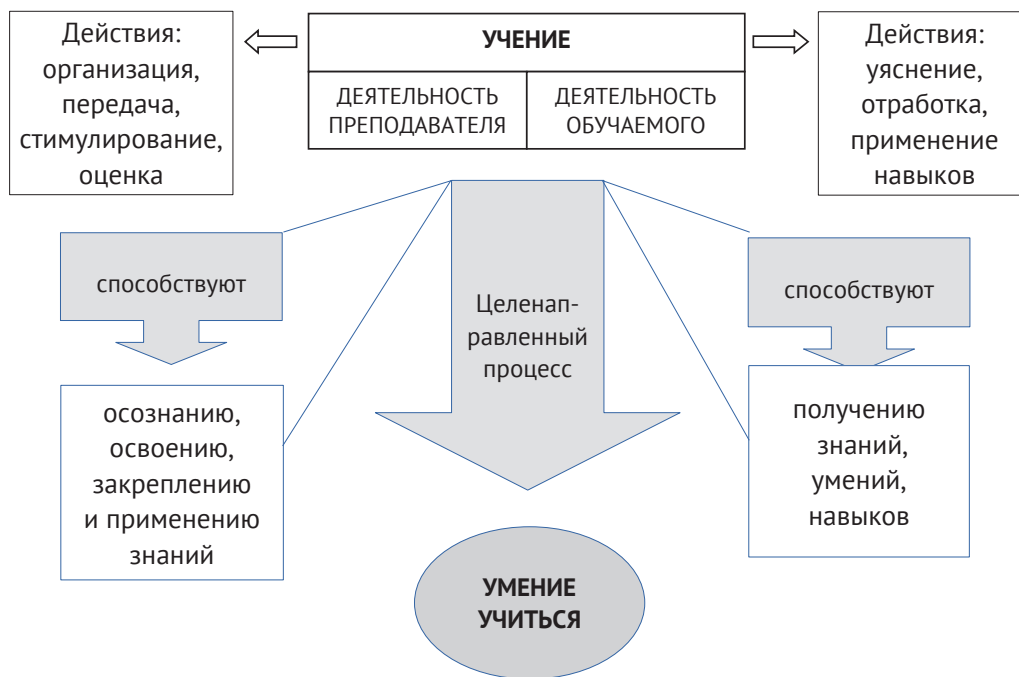 Действия:
организация,
передача,
стимулирование,
оценка
УЧЕНИЕ
ДЕЯТЕЛЬНОСТЬ
ПРЕПОДАВАТЕЛЯ
ДЕЯТЕЛЬНОСТЬ
ОБУЧАЕМОГО
Действия:
уяснение,
отработка,
применение
навыков
способствуют
Целенап-
равленный
процесс
способствуют
осознанию,
освоению,
закреплению
и применению
знаний
получению
знаний,
умений,
навыков
УМЕНИЕ
УЧИТЬСЯ